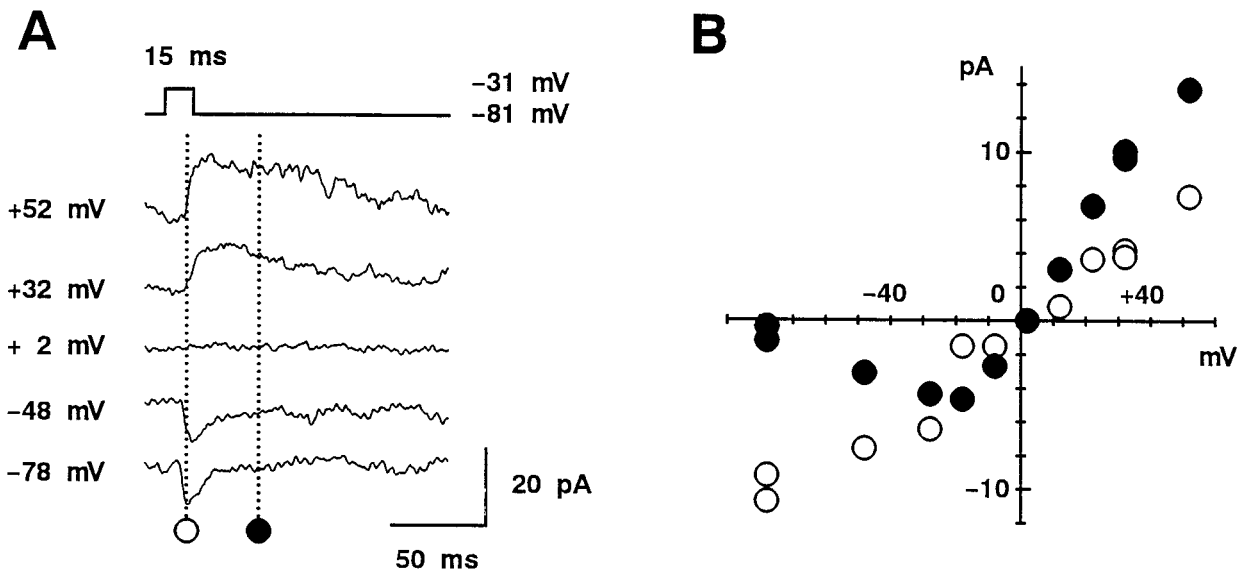 A
15 ms
−31 mV
−81 mV
+52 mV
+32 mV
+ 2 mV
−48 mV
−78 mV
20 pA
50 ms
B
pA
10
−40
0
+40
mV
−10